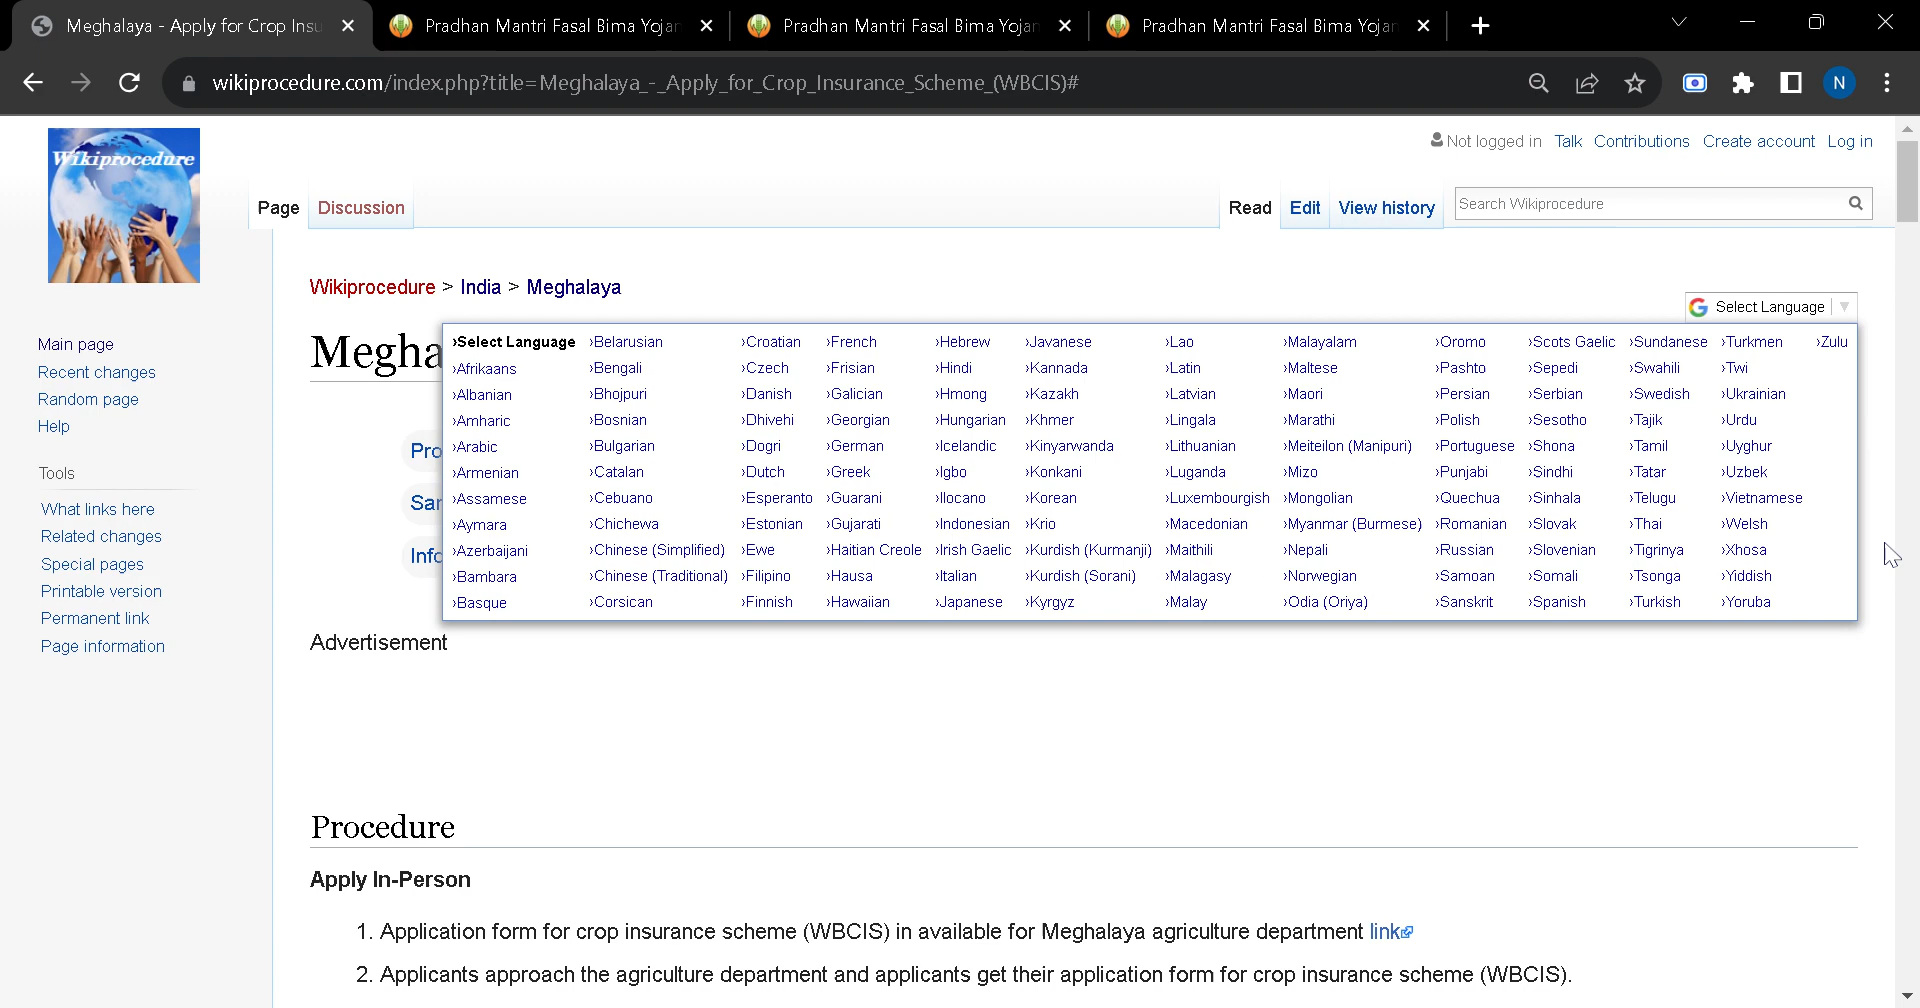 Meghalaya - Apply for Crop Insu
Pradhan Mantri Fasal Bima Yojan
Pradhan Mantri Fasal Bima Yojan
Pradhan Mantri Fasal Bima Yojan
wikiprocedure.com/index.php?title=Meghalaya_-_Apply_for_Crop_Insurance_Scheme_(WBCIS)#
N
Wikiprocedure
Not logged in Talk Contributions Create account Log in
Page Discussion Read Edit View history Search Wikiprocedure
Wikiprocedure > India > Meghalaya
Select Language
Main page
Recent changes
Random page
Help
Tools
What links here
Related changes
Special pages
Printable version
Permanent link
Page information
Megha
›Select Language ›Belarusian ›Croatian ›French ›Hebrew ›Javanese ›Lao ›Malayalam ›Oromo ›Scots Gaelic ›Sundanese ›Turkmen ›Zulu
›Afrikaans ›Bengali ›Czech ›Frisian ›Hindi ›Kannada ›Latin ›Maltese ›Pashto ›Sepedi ›Swahili ›Twi
›Albanian ›Bhojpuri ›Danish ›Galician ›Hmong ›Kazakh ›Latvian ›Maori ›Persian ›Serbian ›Swedish ›Ukrainian
›Amharic ›Bosnian ›Dhivehi ›Georgian ›Hungarian ›Khmer ›Lingala ›Marathi ›Polish ›Sesotho ›Tajik ›Urdu
›Arabic ›Bulgarian ›Dogri ›German ›Icelandic ›Kinyarwanda ›Lithuanian ›Meiteilon (Manipuri) ›Portuguese ›Shona ›Tamil ›Uyghur
›Armenian ›Catalan ›Dutch ›Greek ›Igbo ›Konkani ›Luganda ›Mizo ›Punjabi ›Sindhi ›Tatar ›Uzbek
›Assamese ›Cebuano ›Esperanto ›Guarani ›Ilocano ›Korean ›Luxembourgish ›Mongolian ›Quechua ›Sinhala ›Telugu ›Vietnamese
›Aymara ›Chichewa ›Estonian ›Gujarati ›Indonesian ›Krio ›Macedonian ›Myanmar (Burmese) ›Romanian ›Slovak ›Thai ›Welsh
›Azerbaijani ›Chinese (Simplified) ›Ewe ›Haitian Creole ›Irish Gaelic ›Kurdish (Kurmanji) ›Maithili ›Nepali ›Russian ›Slovenian ›Tigrinya ›Xhosa
›Bambara ›Chinese (Traditional) ›Filipino ›Hausa ›Italian ›Kurdish (Sorani) ›Malagasy ›Norwegian ›Samoan ›Somali ›Tsonga ›Yiddish
›Basque ›Corsican ›Finnish ›Hawaiian ›Japanese ›Kyrgyz ›Malay ›Odia (Oriya) ›Sanskrit ›Spanish ›Turkish ›Yoruba
Pro
Sar
Info
Advertisement
Procedure
Apply In-Person
1. Application form for crop insurance scheme (WBCIS) in available for Meghalaya agriculture department link
2. Applicants approach the agriculture department and applicants get their application form for crop insurance scheme (WBCIS).